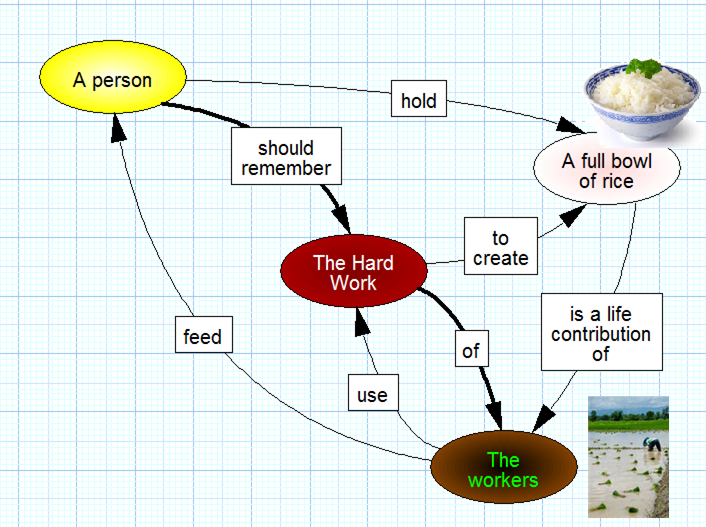 A person
hold
should
remember
A full bowl
of rice
to
create
The Hard
Work
is a life
contribution
of
feed
of
use
The
workers